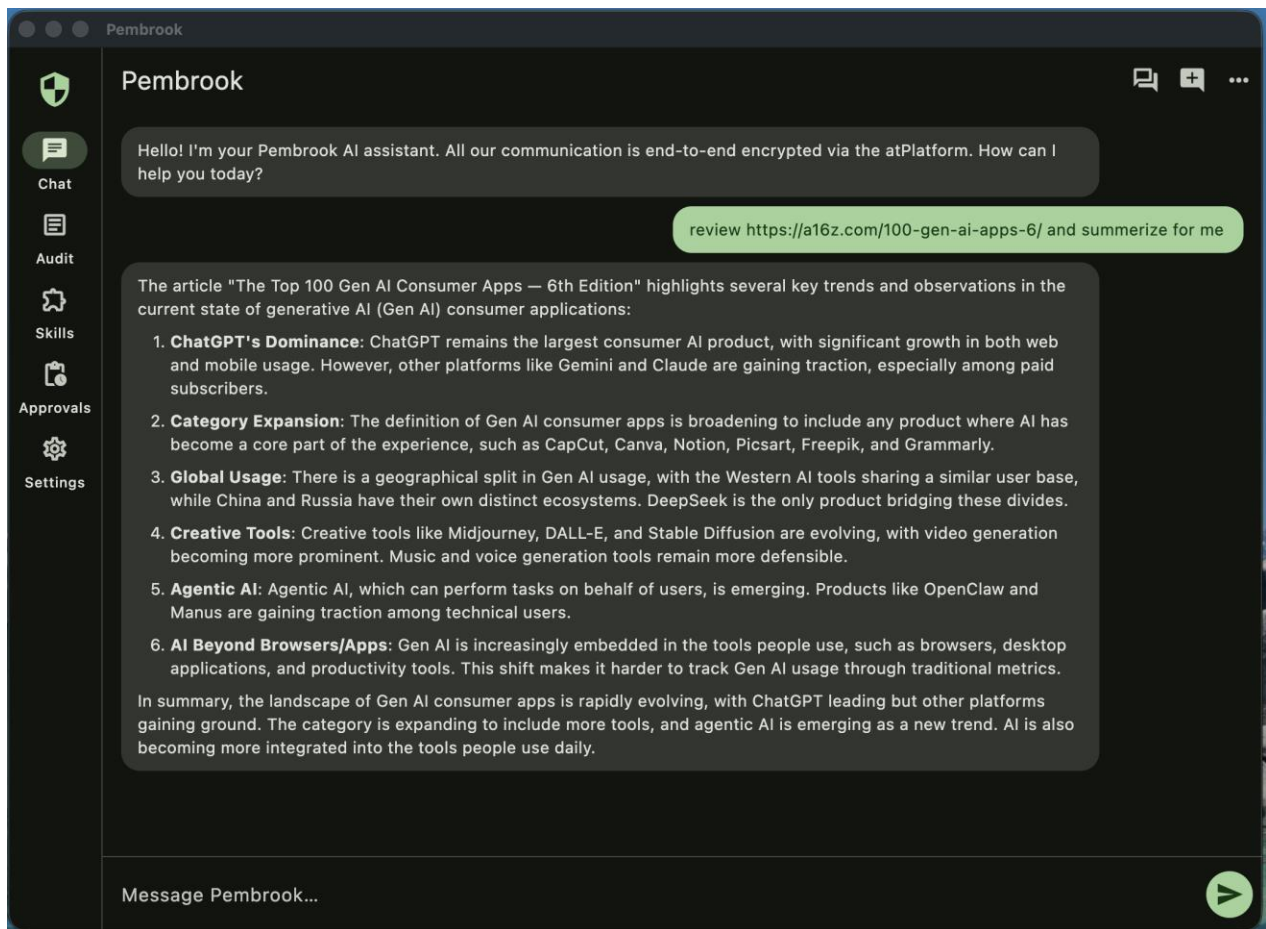 Pembrook
Pembrook
Chat
Audit
Skills
Approvals
Settings
Hello! I'm your Pembrook AI assistant. All our communication is end-to-end encrypted via the atPlatform. How can I
help you today?
review https://a16z.com/100-gen-ai-apps-6/ and summerize for me
The article "The Top 100 Gen AI Consumer Apps — 6th Edition" highlights several key trends and observations in the
current state of generative AI (Gen AI) consumer applications:
1. ChatGPT's Dominance: ChatGPT remains the largest consumer AI product, with significant growth in both web
and mobile usage. However, other platforms like Gemini and Claude are gaining traction, especially among paid
subscribers.
2. Category Expansion: The definition of Gen AI consumer apps is broadening to include any product where AI has
become a core part of the experience, such as CapCut, Canva, Notion, Picsart, Freepik, and Grammarly.
3. Global Usage: There is a geographical split in Gen AI usage, with the Western AI tools sharing a similar user base,
while China and Russia have their own distinct ecosystems. DeepSeek is the only product bridging these divides.
4. Creative Tools: Creative tools like Midjourney, DALL-E, and Stable Diffusion are evolving, with video generation
becoming more prominent. Music and voice generation tools remain more defensible.
5. Agentic AI: Agentic AI, which can perform tasks on behalf of users, is emerging. Products like OpenClaw and
Manus are gaining traction among technical users.
6. AI Beyond Browsers/Apps: Gen AI is increasingly embedded in the tools people use, such as browsers, desktop
applications, and productivity tools. This shift makes it harder to track Gen AI usage through traditional metrics.
In summary, the landscape of Gen AI consumer apps is rapidly evolving, with ChatGPT leading but other platforms
gaining ground. The category is expanding to include more tools, and agentic AI is emerging as a new trend. AI is also
becoming more integrated into the tools people use daily.
Message Pembrook...